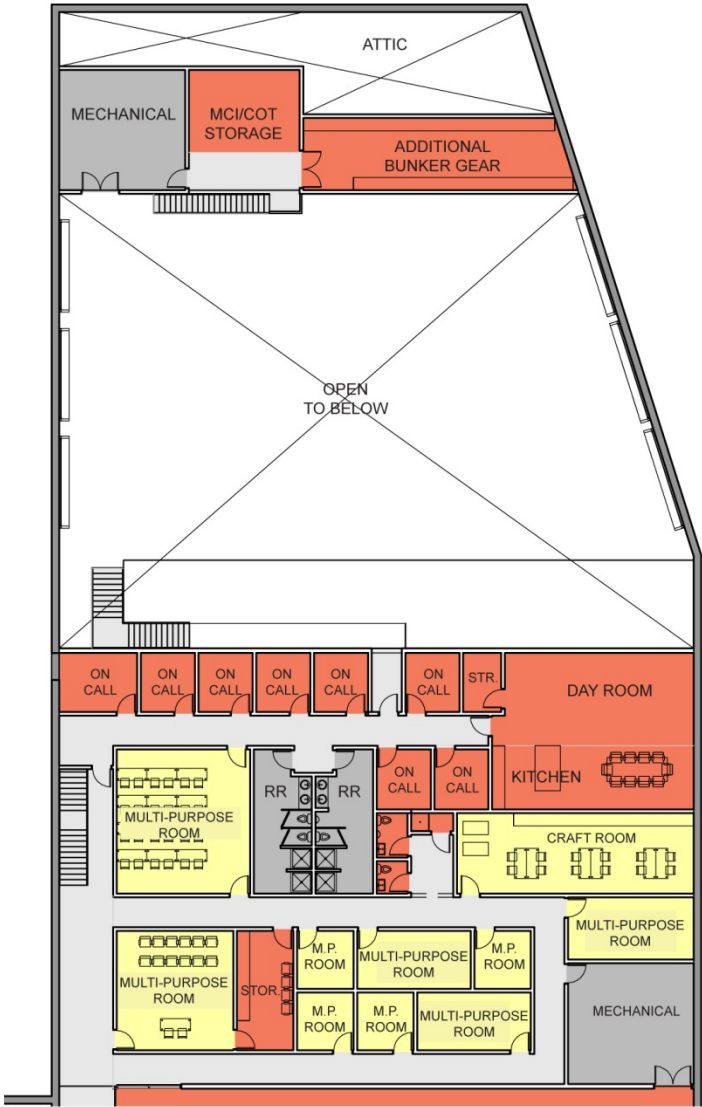 ATTIC
MECHANICAL
MCI/COT
STORAGE
ADDITIONAL
BUNKER GEAR
OPEN
TO BELOW
ON
CALL
ON
CALL
ON
CALL
ON
CALL
ON
CALL
ON
CALL
STR.
DAY ROOM
MULTI-PURPOSE
ROOM
RR
RR
ON
CALL
ON
CALL
KITCHEN
CRAFT ROOM
MULTI-PURPOSE
ROOM
MULTI-PURPOSE
ROOM
STOR.
M.P.
ROOM
MULTI-PURPOSE
ROOM
M.P.
ROOM
M.P.
ROOM
M.P.
ROOM
MULTI-PURPOSE
ROOM
MECHANICAL